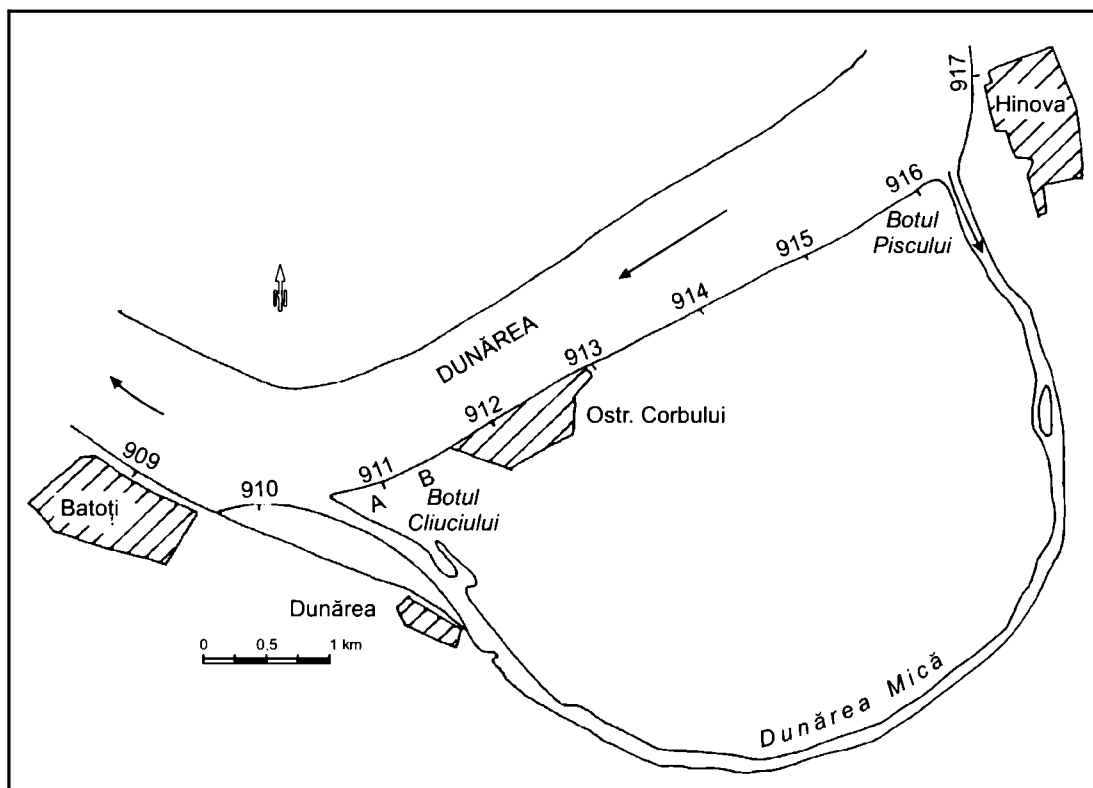 917
Hinova
916
Botul
Piscului
915
914
DUNĂREA
913
912
Ostr. Corbului
911
B
A
Botul
Cliuciului
909
910
Batoți
Dunărea
0 0,5 1 km
Dunărea Mică